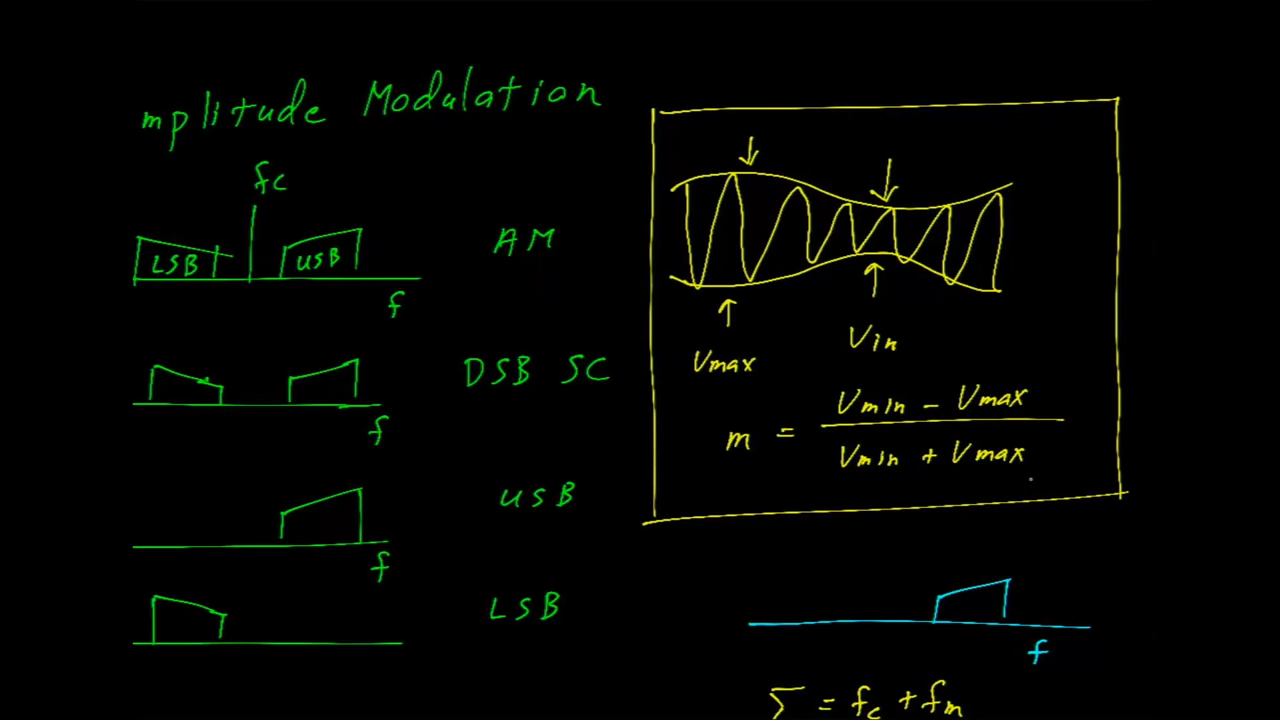 mplitude Modulation
fc
LSB USB AM
f
DSB SC
f
USB
f
LSB
Vmax
Vin
m = Vmin - Vmax
Vmin + Vmax
f
Σ = fc + fm